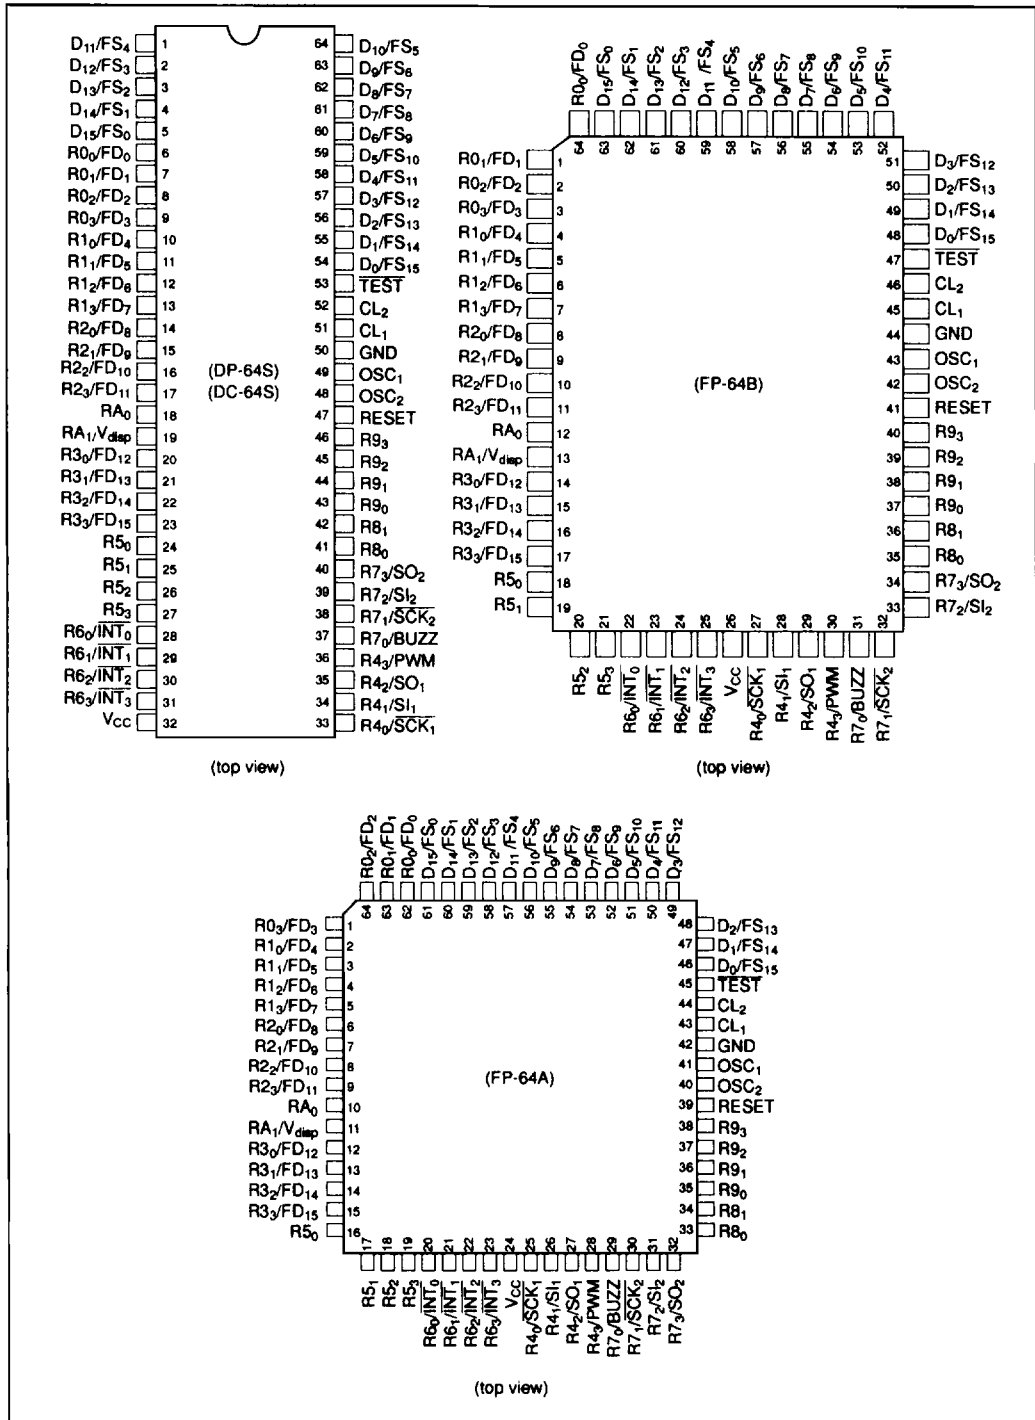 D11/FS4 1 64 D10/FS5
D12/FS3 2 63 D9/FS6
D13/FS2 3 62 D8/FS7
D14/FS1 4 61 D7/FS8
D15/FS0 5 60 D6/FS9
R00/FD0 6 59 D5/FS10
R01/FD1 7 58 D4/FS11
R02/FD2 8 57 D3/FS12
R03/FD3 9 56 D2/FS13
R10/FD4 10 55 D1/FS14
R11/FD5 11 54 D0/FS15
R12/FD6 12 53 TEST
R13/FD7 13 52 CL2
R20/FD8 14 51 CL1
R21/FD9 15 50 GND
R22/FD10 16 (DP-64S) 49 OSC1
R23/FD11 17 (DC-64S) 48 OSC2
RA0 18 47 RESET
RA1/Vdisp 19 46 R93
R30/FD12 20 45 R92
R31/FD13 21 44 R91
R32/FD14 22 43 R90
R33/FD15 23 42 R81
R50 24 41 R80
R51 25 40 R73/SO2
R52 26 39 R72/SI2
R53 27 38 R71/SCK2
R60/INT0 28 37 R70/BUZZ
R61/INT1 29 36 R43/PWM
R62/INT2 30 35 R42/SO1
R63/INT3 31 34 R41/SI1
VCC 32 33 R40/SCK1
(top view)
R00/FD0 D15/FS0 D14/FS1 D13/FS2 D12/FS3 D11/FS4 D10/FS5 D9/FS6 D8/FS7 D7/FS8 D6/FS9 D5/FS10 D4/FS11
64 63 62 61 60 59 58 57 56 55 54 53 52
R01/FD1 1 51 D3/FS12
R02/FD2 2 50 D2/FS13
R03/FD3 3 49 D1/FS14
R10/FD4 4 48 D0/FS15
R11/FD5 5 47 TEST
R12/FD6 6 46 CL2
R13/FD7 7 45 CL1
R20/FD8 8 44 GND
R21/FD9 9 43 OSC1
R22/FD10 10 (FP-64B) 42 OSC2
R23/FD11 11 41 RESET
RA0 12 40 R93
RA1/Vdisp 13 39 R92
R30/FD12 14 38 R91
R31/FD13 15 37 R90
R32/FD14 16 36 R81
R33/FD15 17 35 R80
R50 18 34 R73/SO2
R51 19 33 R72/SI2
20 21 22 23 24 25 26 27 28 29 30 31 32
R52 R53 R60/INT0 R61/INT1 R62/INT2 R63/INT3 VCC R40/SCK1 R41/SI1 R42/SO1 R43/PWM R70/BUZZ R71/SCK2
(top view)
R02/FD2 R01/FD1 R00/FD0 D15/FS0 D14/FS1 D13/FS2 D12/FS3 D11/FS4 D10/FS5 D9/FS6 D8/FS7 D7/FS8 D6/FS9 D5/FS10 D4/FS11 D3/FS12
64 63 62 61 60 59 58 57 56 55 54 53 52 51 50 49
R03/FD3 1 48 D2/FS13
R10/FD4 2 47 D1/FS14
R11/FD5 3 46 D0/FS15
R12/FD6 4 45 TEST
R13/FD7 5 44 CL2
R20/FD8 6 43 CL1
R21/FD9 7 42 GND
R22/FD10 8 41 OSC1
R23/FD11 9 (FP-64A) 40 OSC2
RA0 10 39 RESET
RA1/Vdisp 11 38 R93
R30/FD12 12 37 R92
R31/FD13 13 36 R91
R32/FD14 14 35 R90
R33/FD15 15 34 R81
R50 16 33 R80
17 18 19 20 21 22 23 24 25 26 27 28 29 30 31 32
R51 R52 R53 R60/INT0 R61/INT1 R62/INT2 R63/INT3 VCC R40/SCK1 R41/SI1 R42/SO1 R43/PWM R70/BUZZ R71/SCK2 R72/SI2 R73/SO2
(top view)